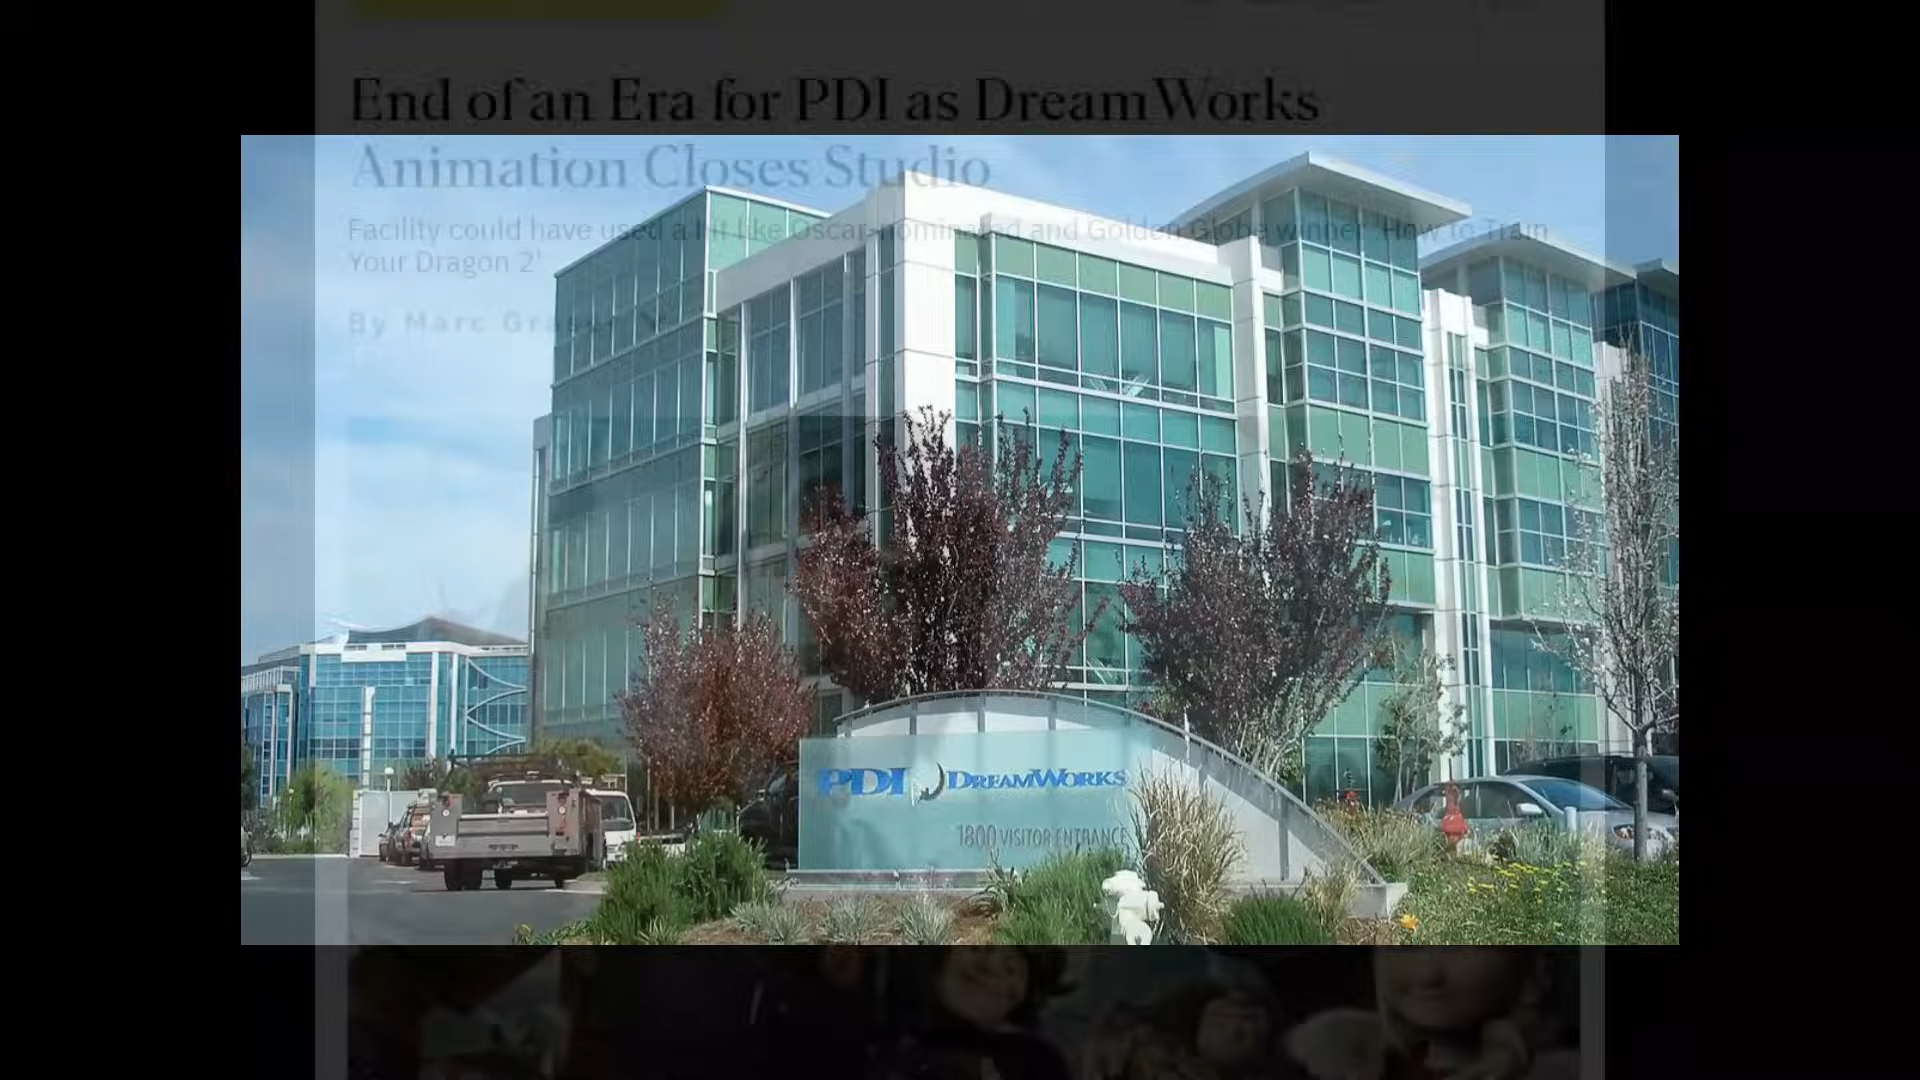 End of an Era for PDI as DreamWorks
Animation Closes Studio
Facility could have used a hit like Oscar-nominated and Golden Globe winner 'How to Train
Your Dragon 2'
By Marc Graser
PDI DREAMWORKS
1800 VISITOR ENTRANCE